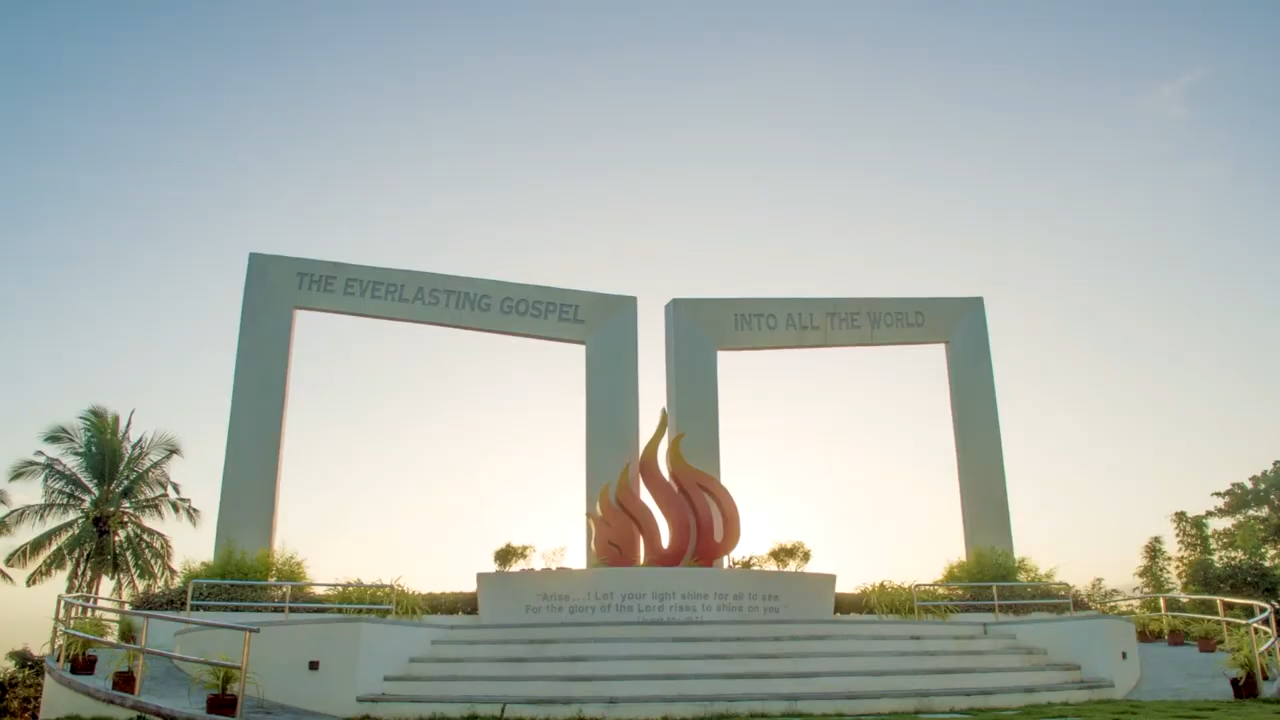 THE EVERLASTING GOSPEL
INTO ALL THE WORLD
"Arise...! Let your light shine for all to see.
For the glory of the Lord rises to shine on you."